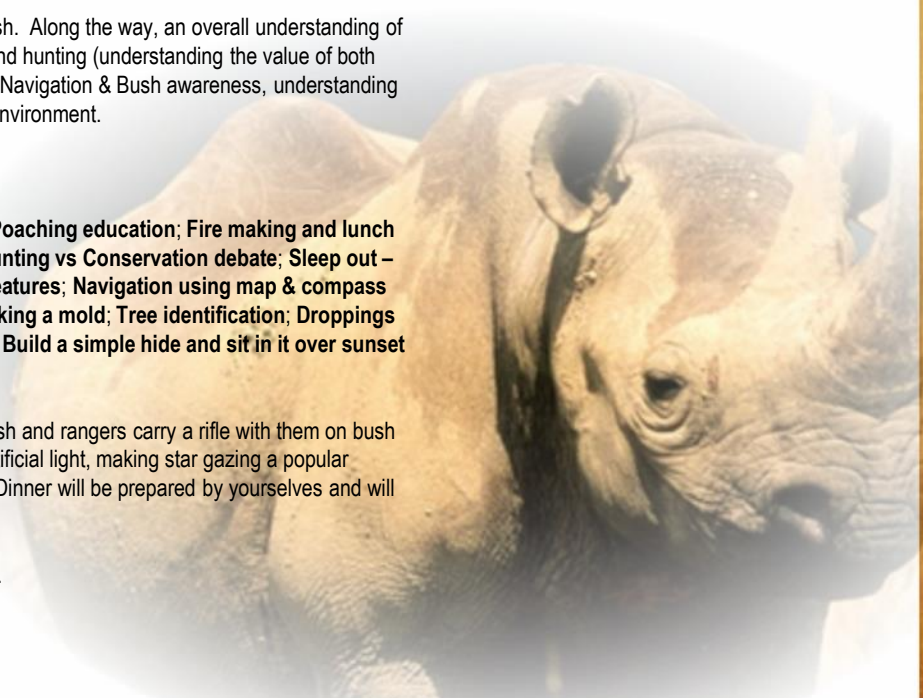 sh. Along the way, an overall understanding of
nd hunting (understanding the value of both
Navigation & Bush awareness, understanding
nvironment.
Poaching education; Fire making and lunch
nting vs Conservation debate; Sleep out –
eatures; Navigation using map & compass
king a mold; Tree identification; Droppings
Build a simple hide and sit in it over sunset
sh and rangers carry a rifle with them on bush
ificial light, making star gazing a popular
Dinner will be prepared by yourselves and will
.